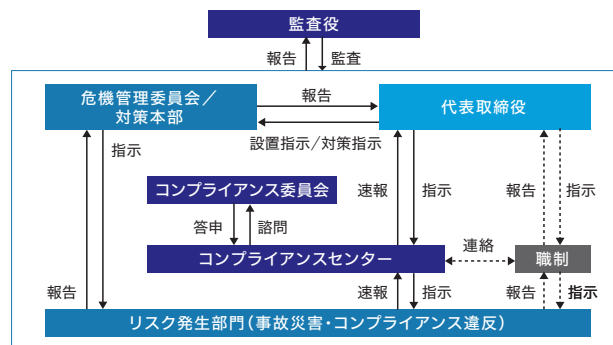 監査役
報告
監査
危機管理委員会／
対策本部
報告
代表取締役
設置指示/対策指示
指示
コンプライアンス委員会
速報
指示
報告
指示
答申
諮問
コンプライアンスセンター
連絡
職制
報告
速報
指示
報告
指示
リスク発生部門（事故災害・コンプライアンス違反）